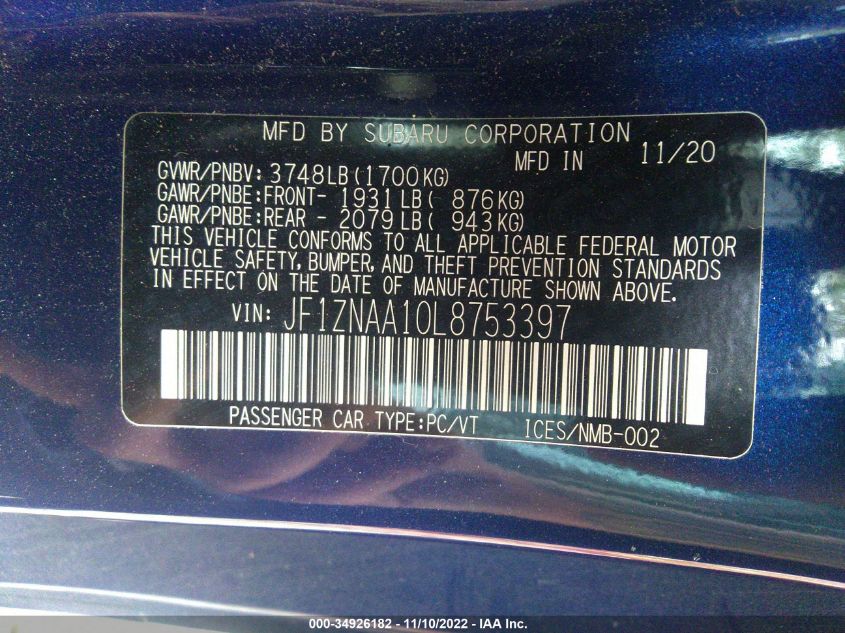 MFD BY SUBARU CORPORATION
MFD IN 11/20
GVWR/PNBV: 3748LB(1700KG)
GAWR/PNBE:FRONT- 1931LB( 876KG)
GAWR/PNBE:REAR - 2079LB( 943KG)
THIS VEHICLE CONFORMS TO ALL APPLICABLE FEDERAL MOTOR
VEHICLE SAFETY, BUMPER, AND THEFT PREVENTION STANDARDS
IN EFFECT ON THE DATE OF MANUFACTURE SHOWN ABOVE.
VIN: JF1ZNAA10L8753397
PASSENGER CAR TYPE:PC/VT ICES/NMB-002
000-34926182 - 11/10/2022 - IAA Inc.